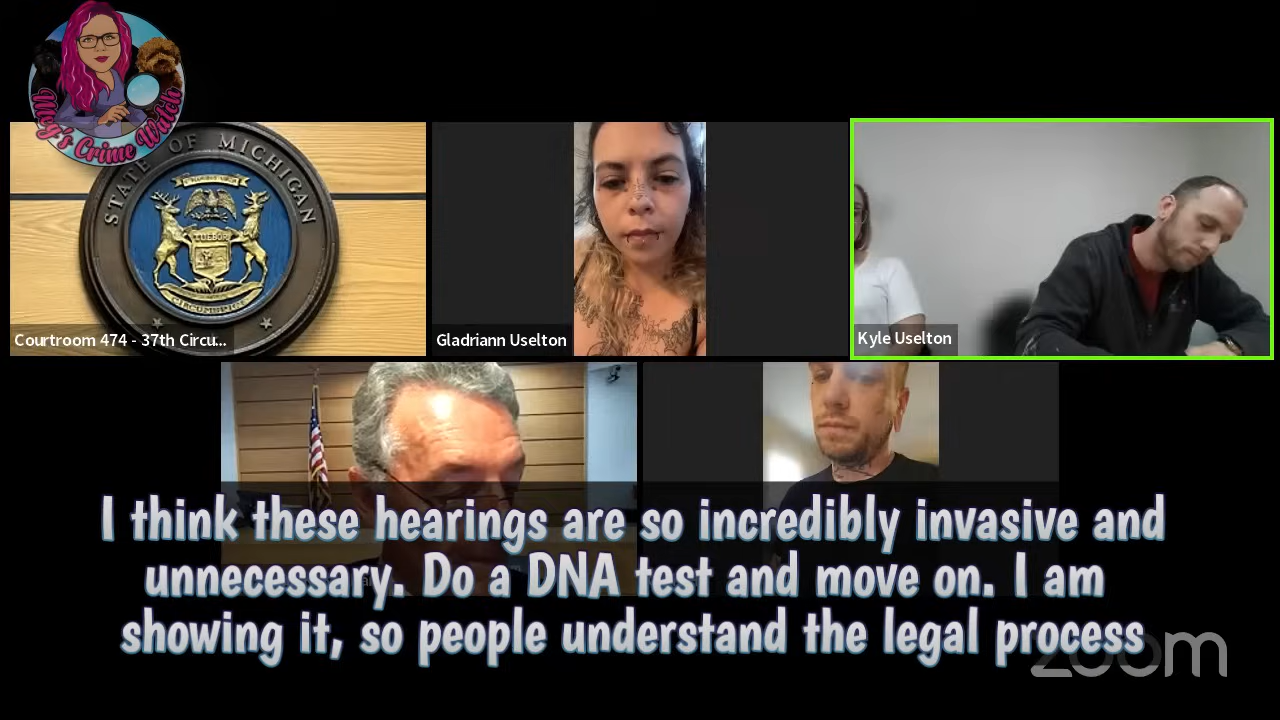 Meg's Crime Watch
STATE OF MICHIGAN
TUEBOR
CIRCUMSPICE
Courtroom 474 - 37th Circu...
Gladriann Uselton
Kyle Uselton
I think these hearings are so incredibly invasive and
unnecessary. Do a DNA test and move on. I am
showing it, so people understand the legal process
zoom